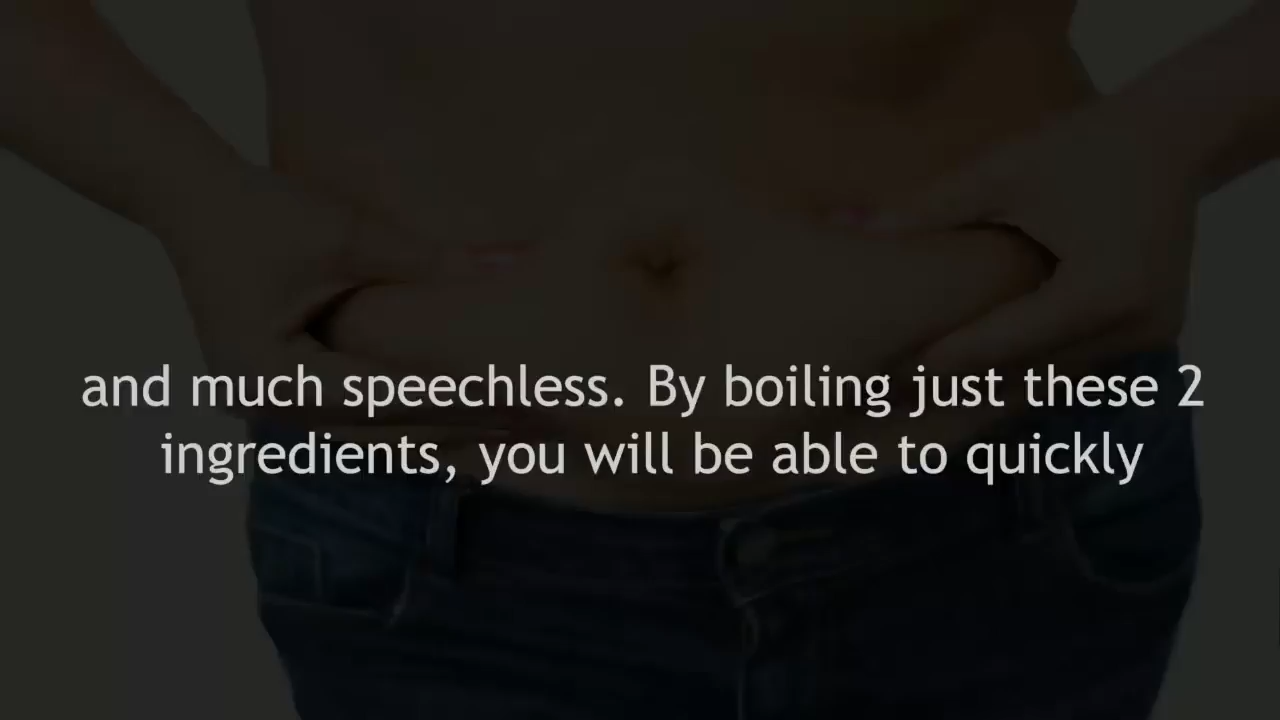 and much speechless. By boiling just these 2
ingredients, you will be able to quickly